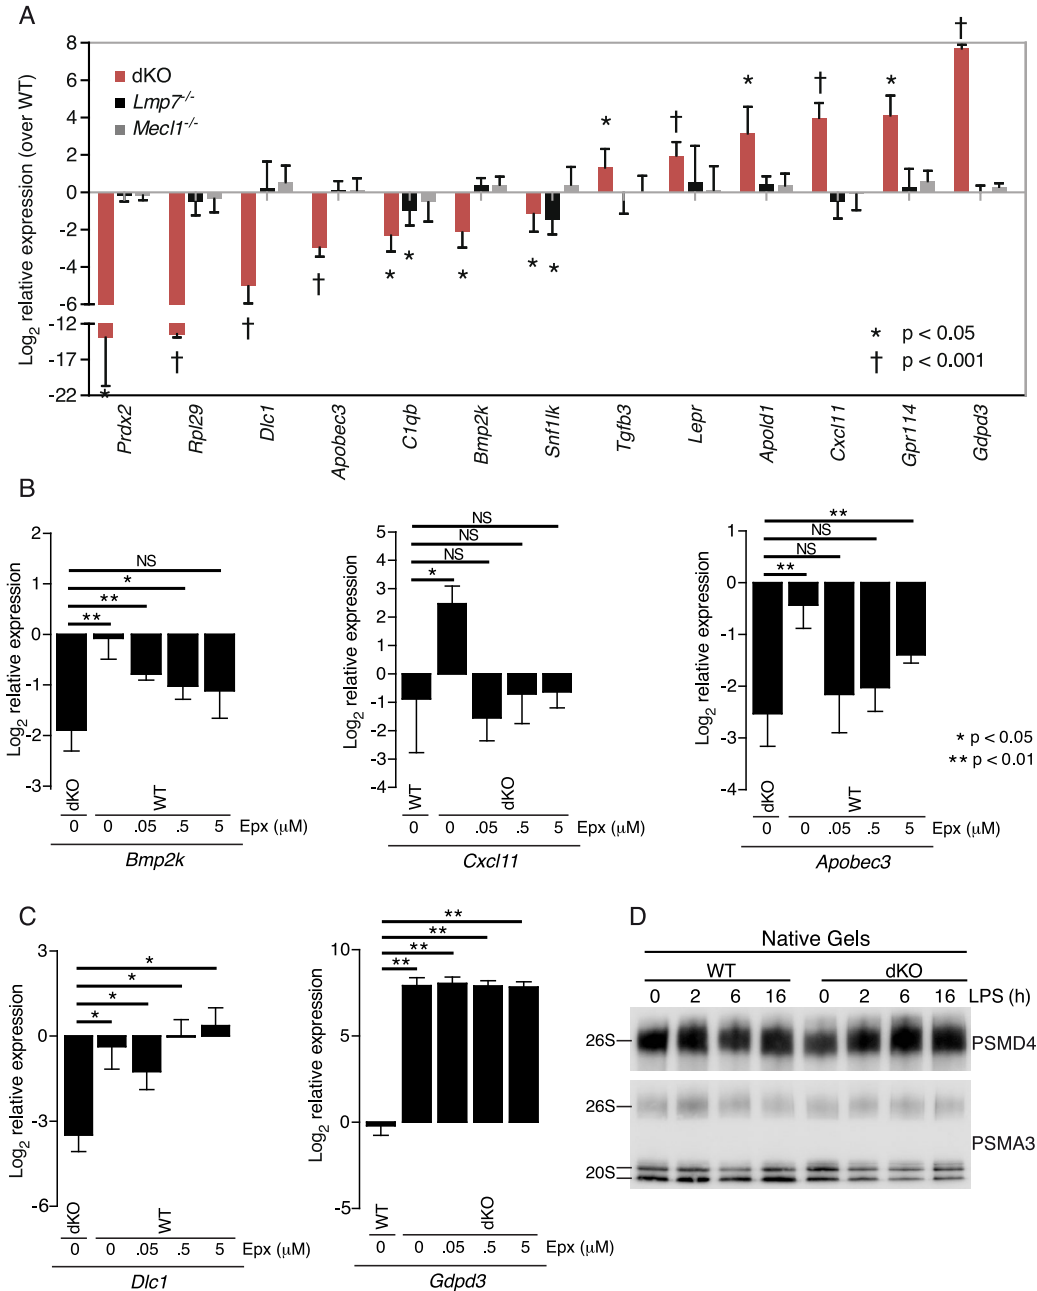 A
Log2 relative expression (over WT)
8
4
2
0
-2
-4
-6
-12
-17
-22
dKO
Lmp7-/-
Mecl1-/-
* † * † * †
† † * * * * *
* †
* p < 0.05
† p < 0.001
Prdx2 Rpl29 Dlc1 Apobec3 C1qb Bmp2k Snf1lk Tgfb3 Lepr Apold1 Cxcl11 Gpr114 Gdpd3
B
Log2 relative expression
2
1
0
-1
-2
-3
NS
*
**
**
dKO WT
0 0 .05 .5 5 Epx (μM)
Bmp2k
Log2 relative expression
5
4
3
2
1
0
-1
-2
-3
-4
NS
NS
NS
*
WT dKO
0 0 .05 .5 5 Epx (μM)
Cxcl11
Log2 relative expression
1
0
-1
-2
-3
-4
**
NS
NS
**
* p < 0.05
** p < 0.01
dKO WT
0 0 .05 .5 5 Epx (μM)
Apobec3
C
Log2 relative expression
3
0
-3
-6
*
*
*
*
dKO WT
0 0 .05 .5 5 Epx (μM)
Dlc1
Log2 relative expression
10
5
0
-5
**
**
**
**
WT dKO
0 0 .05 .5 5 Epx (μM)
Gdpd3
D
Native Gels
WT dKO
0 2 6 16 0 2 6 16 LPS (h)
26S PSMD4
26S
PSMA3
20S